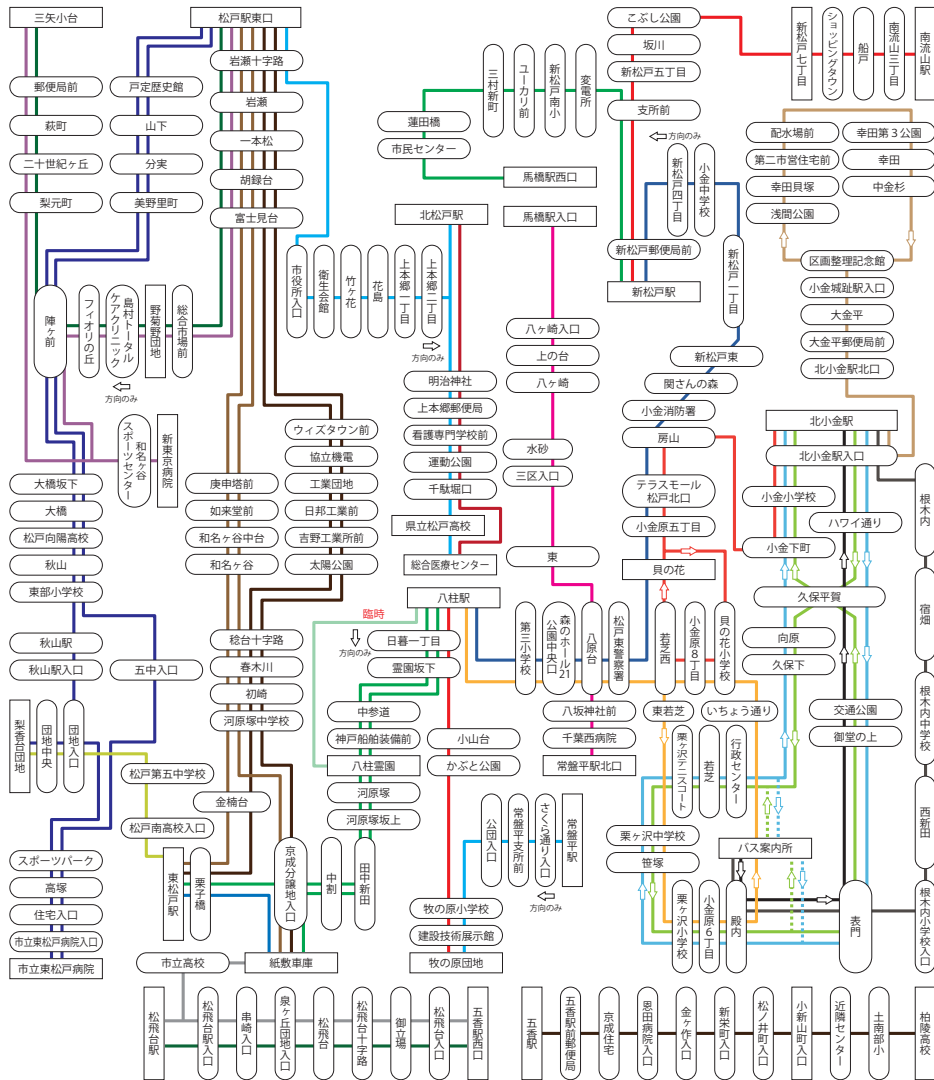 三矢小台
郵便局前
萩町
二十世紀ヶ丘
梨元町
松戸駅東口
戸定歴史館
山下
分実
美野里町
岩瀬十字路
岩瀬
一本松
胡録台
富士見台
陣ヶ前
フィオリの丘
島村トータル
ケアクリニック
野菊野団地
総合市場前
方向のみ
和名ヶ谷
スポーツセンター
新東京病院
大橋坂下
大橋
松戸向陽高校
秋山
東部小学校
秋山駅
秋山駅入口
五中入口
梨香台団地
団地中央
団地入口
松戸第五中学校
松戸南高校入口
スポーツパーク
高塚
住宅入口
市立東松戸病院入口
市立東松戸病院
庚申塔前
如来堂前
和名ヶ谷中台
和名ヶ谷
ウィズタウン前
協立機電
工業団地
日邦工業前
吉野工業所前
太陽公園
稔台十字路
春木川
初崎
河原塚中学校
金楠台
東松戸駅
栗子橋
京成分譲地入口
中割
田中新田
市立高校
紙敷車庫
松飛台駅
松飛台駅入口
串崎入口
泉ヶ丘団地入口
松飛台
松飛台十字路
御立場
松飛台入口
五香駅西口
市役所入口
衛生会館
竹ヶ花
花島
上本郷一丁目
上本郷二丁目
方向のみ
北松戸駅
明治神社
上本郷郵便局
看護専門学校前
運動公園
千駄堀口
県立松戸高校
総合医療センター
三村新町
ユーカリ前
新松戸南小
変電所
蓮田橋
市民センター
馬橋駅西口
馬橋駅入口
八ヶ崎入口
上の台
八ヶ崎
水砂
三区入口
東
こぶし公園
坂川
新松戸五丁目
支所前
方向のみ
新松戸四丁目
小金中学校
新松戸郵便局前
新松戸駅
新松戸一丁目
新松戸東
関さんの森
小金消防署
房山
テラスモール
松戸北口
小金原五丁目
貝の花
新松戸七丁目
ショッピングタウン
船戸
南流山三丁目
南流山駅
配水場前
第二市営住宅前
幸田貝塚
浅間公園
幸田第3公園
幸田
中金杉
区画整理記念館
小金城趾駅入口
大金平
大金平郵便局前
北小金駅北口
北小金駅
北小金駅入口
小金小学校
ハワイ通り
小金下町
久保平賀
向原
久保下
交通公園
御堂の上
根木内
宿畑
根木内中学校
西新田
根木内小学校入口
八柱駅
臨時
方向のみ
日暮一丁目
霊園坂下
中参道
神戸船舶装備前
八柱霊園
河原塚
河原塚坂上
小山台
かぶと公園
第三小学校
森のホール21
公園中央口
八原台
松戸東警察署
若芝西
小金原8丁目
貝の花小学校
八坂神社前
千葉西病院
常盤平駅北口
東若芝
いちょう通り
栗ヶ沢テニスコート
若芝
行政センター
栗ヶ沢中学校
笹塚
バス案内所
栗ヶ沢小学校
小金原6丁目
殿内
表門
公団入口
常盤平支所前
さくら通り入口
常盤平駅
方向のみ
牧の原小学校
建設技術展示館
牧の原団地
五香駅
五香駅前郵便局
京成住宅
恩田病院入口
金ヶ作入口
新栄町入口
松ノ井町入口
小新山町入口
近隣センター
土南部小
柏陵高校